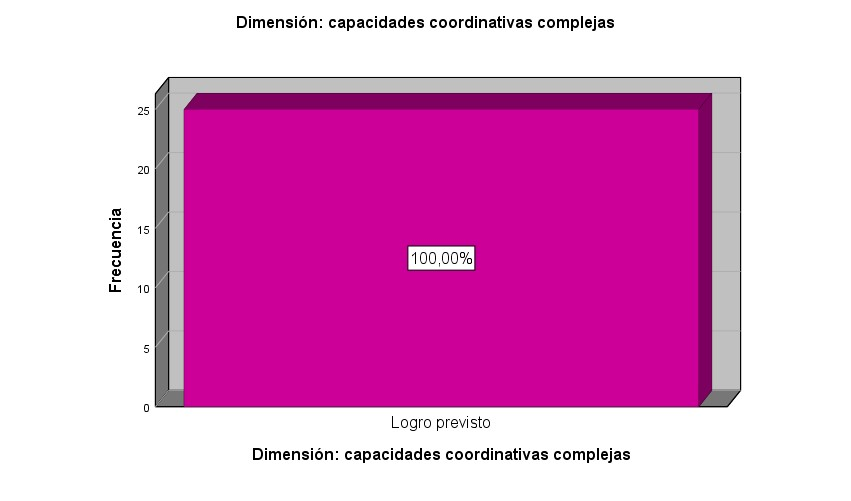 Dimensión: capacidades coordinativas complejas
25
20
15
10
5
0
Frecuencia
100,00%
Logro previsto
Dimensión: capacidades coordinativas complejas